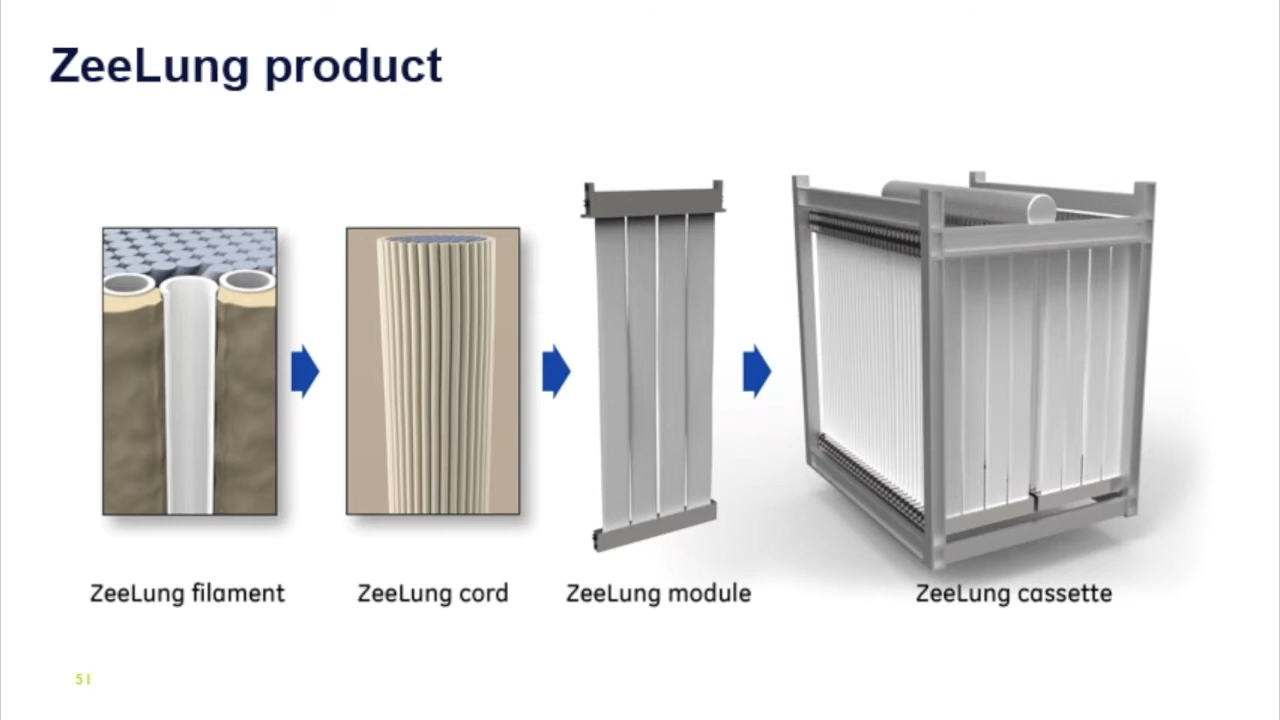 ZeeLung product
ZeeLung filament
ZeeLung cord
ZeeLung module
ZeeLung cassette
51